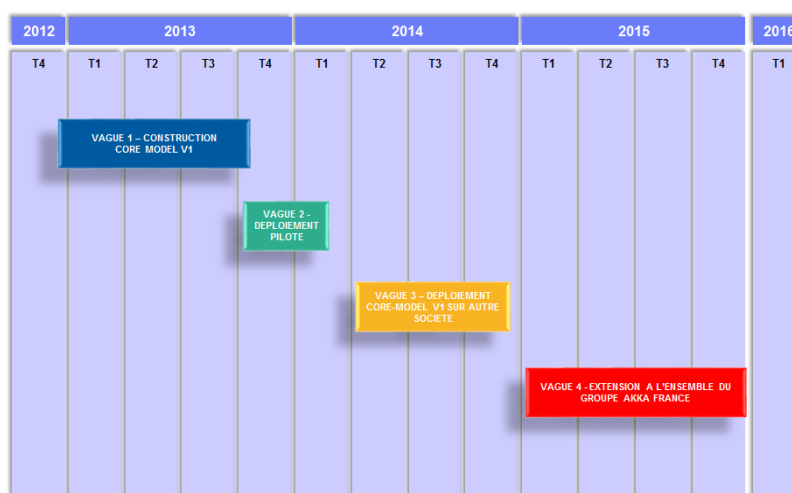 2012 2013 2014 2015 2016
T4 T1 T2 T3 T4 T1 T2 T3 T4 T1 T2 T3 T4 T1
VAGUE 1 – CONSTRUCTION
CORE MODEL V1
VAGUE 2 -
DEPLOIEMENT
PILOTE
VAGUE 3 – DEPLOIEMENT
CORE-MODEL V1 SUR AUTRE
SOCIETE
VAGUE 4 -EXTENSION A L'ENSEMBLE DU
GROUPE AKKA FRANCE